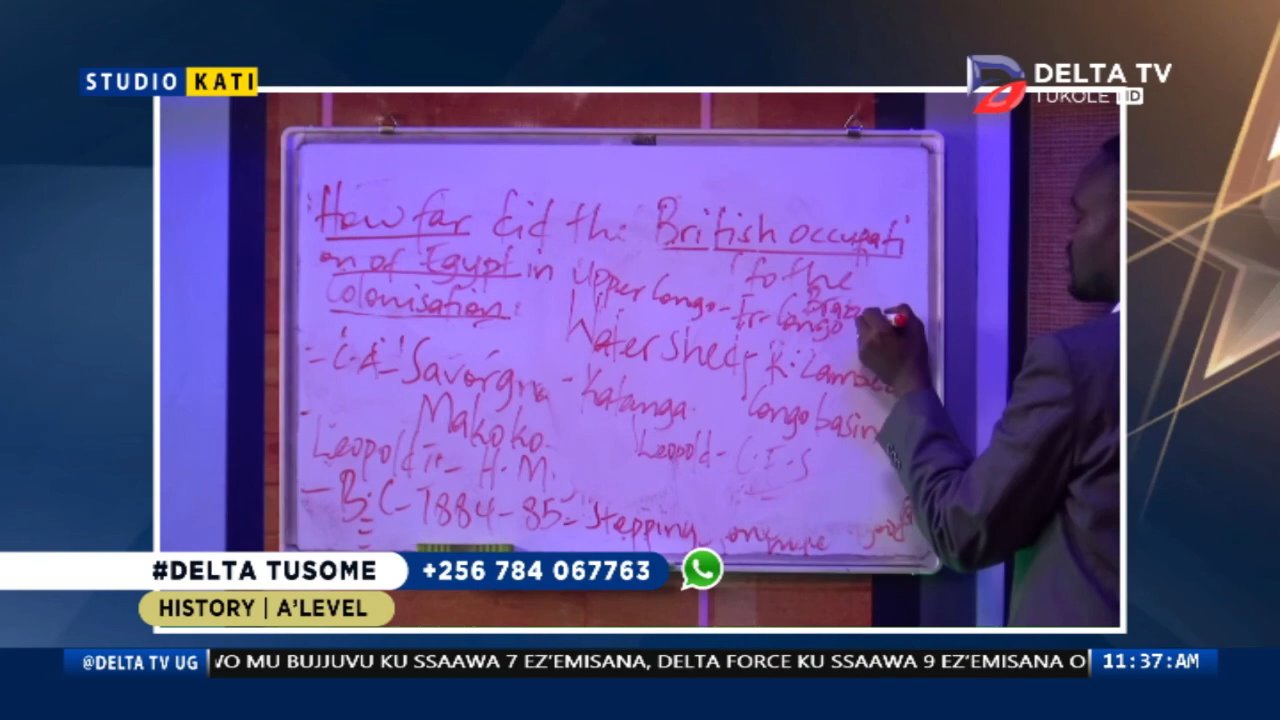 STUDIO KATI
DELTA TV
TUKOLE HD
How far did the British occupati
on of Egypt in to the
Colonisation:
Upper Congo - Fr-Congo
Watersheds
- C.A - Savorgna - Katanga. Congo basin
Makoko.
Leopold II - H.M. Leopold - C.F.S
- B.C - 1884-85 - Stepping on
#DELTA TUSOME +256 784 067763
HISTORY | A'LEVEL
@DELTA TV UG VO MU BUJJUVU KU SSAAWA 7 EZ'EMISANA, DELTA FORCE KU SSAAWA 9 EZ'EMISANA O 11:37:AM